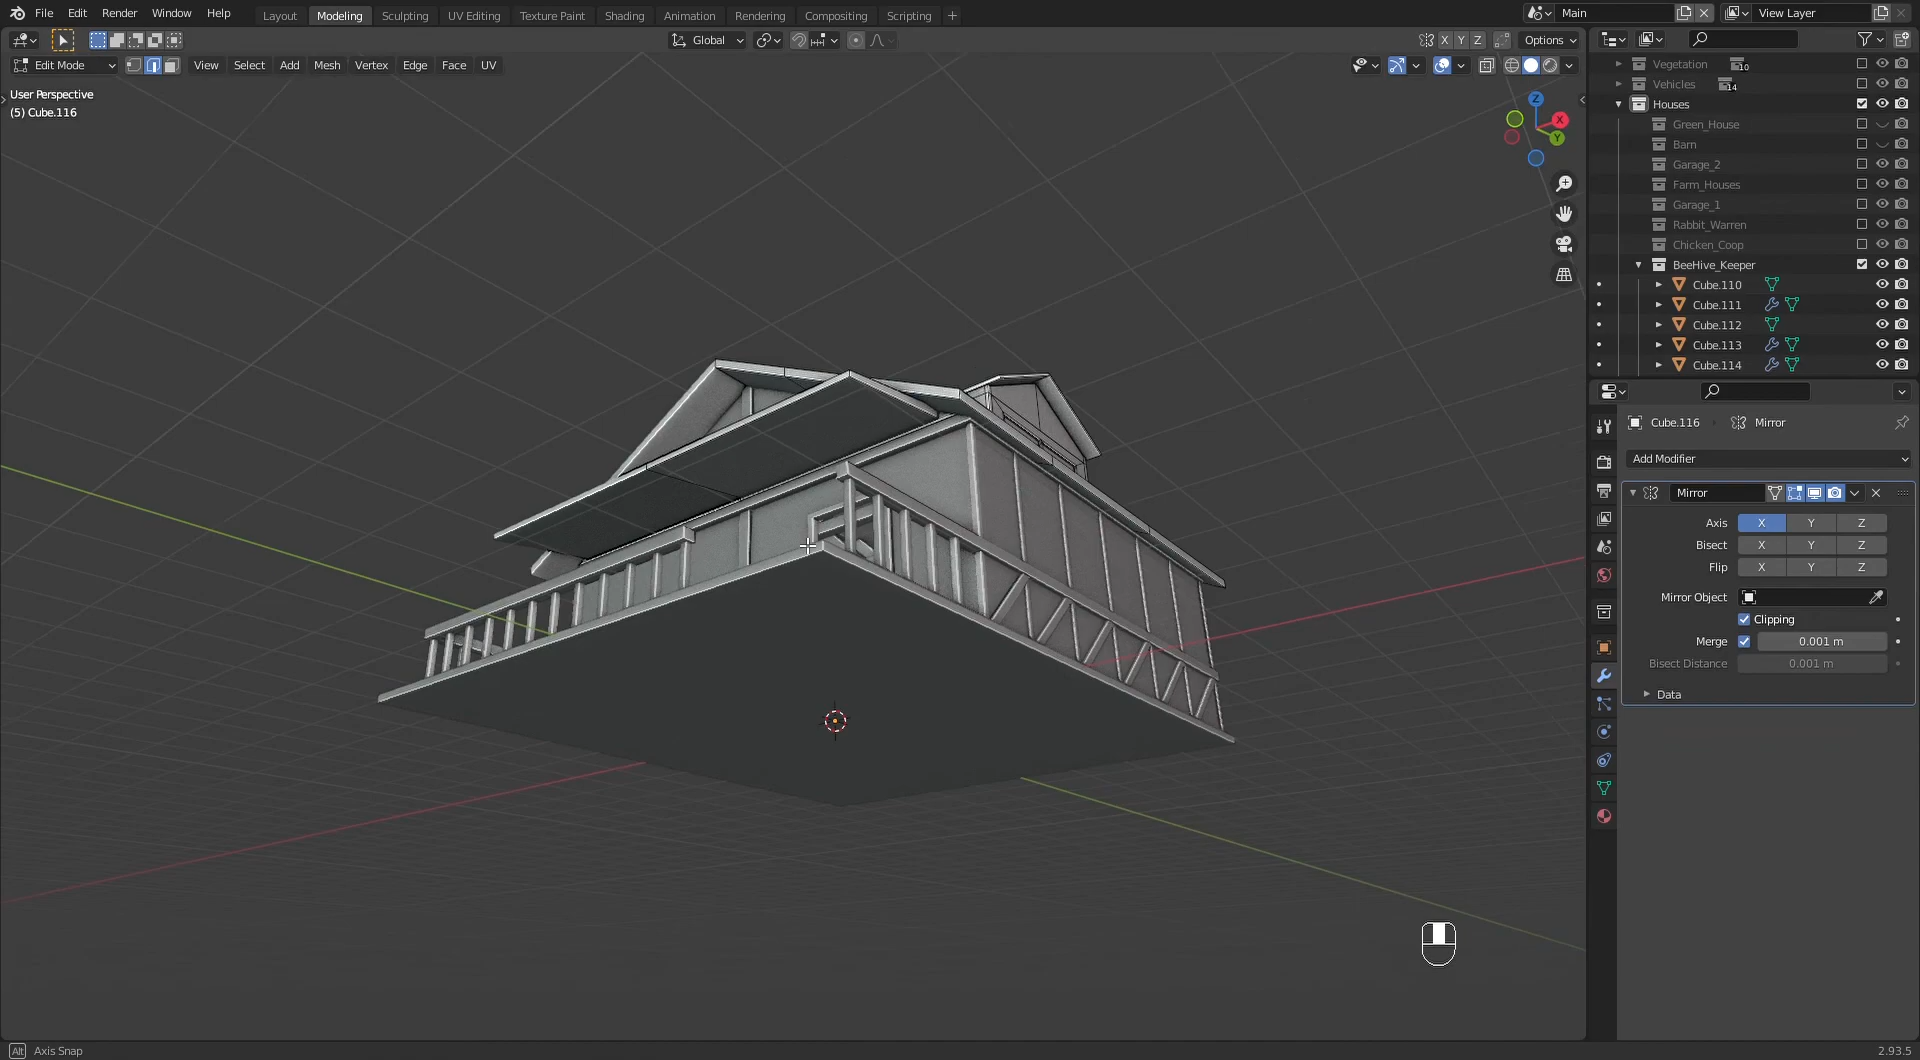 File Edit Render Window Help
Layout Modeling Sculpting UV Editing Texture Paint Shading Animation Rendering Compositing Scripting +
Main
View Layer
Global
X Y Z
Options
Edit Mode
View Select Add Mesh Vertex Edge Face UV
User Perspective
(5) Cube.116
Z
X
Y
Vegetation 10
Vehicles 14
Houses
Green_House
Barn
Garage_2
Farm_Houses
Garage_1
Rabbit_Warren
Chicken_Coop
BeeHive_Keeper
Cube.110
Cube.111
Cube.112
Cube.113
Cube.114
Cube.116 Mirror
Add Modifier
Mirror
Axis X Y Z
Bisect X Y Z
Flip X Y Z
Mirror Object
Clipping
Merge 0.001 m
Bisect Distance 0.001 m
Data
Alt Axis Snap
2.93.5